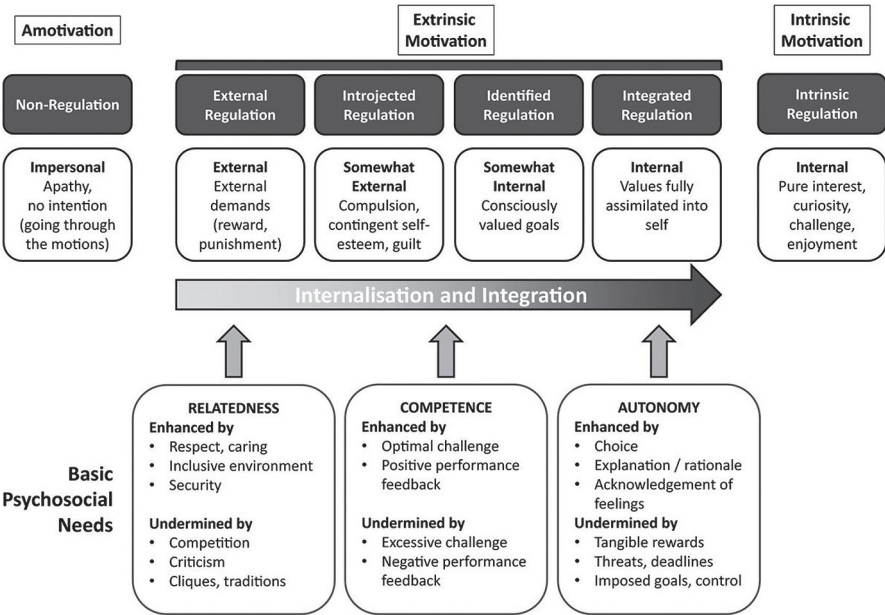 Amotivation
Extrinsic
Motivation
Intrinsic
Motivation
Non-Regulation
External
Regulation
Introjected
Regulation
Identified
Regulation
Integrated
Regulation
Intrinsic
Regulation
Impersonal
Apathy,
no intention
(going through
the motions)
External
External
demands
(reward,
punishment)
Somewhat
External
Compulsion,
contingent self-
esteem, guilt
Somewhat
Internal
Consciously
valued goals
Internal
Values fully
assimilated into
self
Internal
Pure interest,
curiosity,
challenge,
enjoyment
Internalisation and Integration
Basic
Psychosocial
Needs
RELATEDNESS
Enhanced by
• Respect, caring
• Inclusive environment
• Security
Undermined by
• Competition
• Criticism
• Cliques, traditions
COMPETENCE
Enhanced by
• Optimal challenge
• Positive performance
feedback
Undermined by
• Excessive challenge
• Negative performance
feedback
AUTONOMY
Enhanced by
• Choice
• Explanation / rationale
• Acknowledgement of
feelings
Undermined by
• Tangible rewards
• Threats, deadlines
• Imposed goals, control